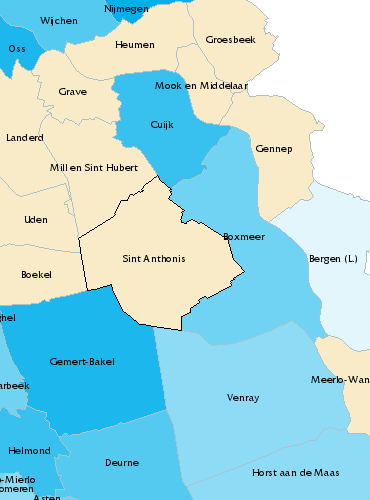 Nijmegen
Wijchen
Groesbeek
Heumen
Oss
Mook en Middelaar
Grave
Cuijk
Landerd
Gennep
Mill en Sint Hubert
Uden
Boxmeer
Sint Anthonis
Bergen (L.)
Boekel
ghel
Gemert-Bakel
Meerlo-Wan
arbeek
Venray
Helmond
Deurne
Horst aan de Maas
o-Mierlo
omeren
Asten